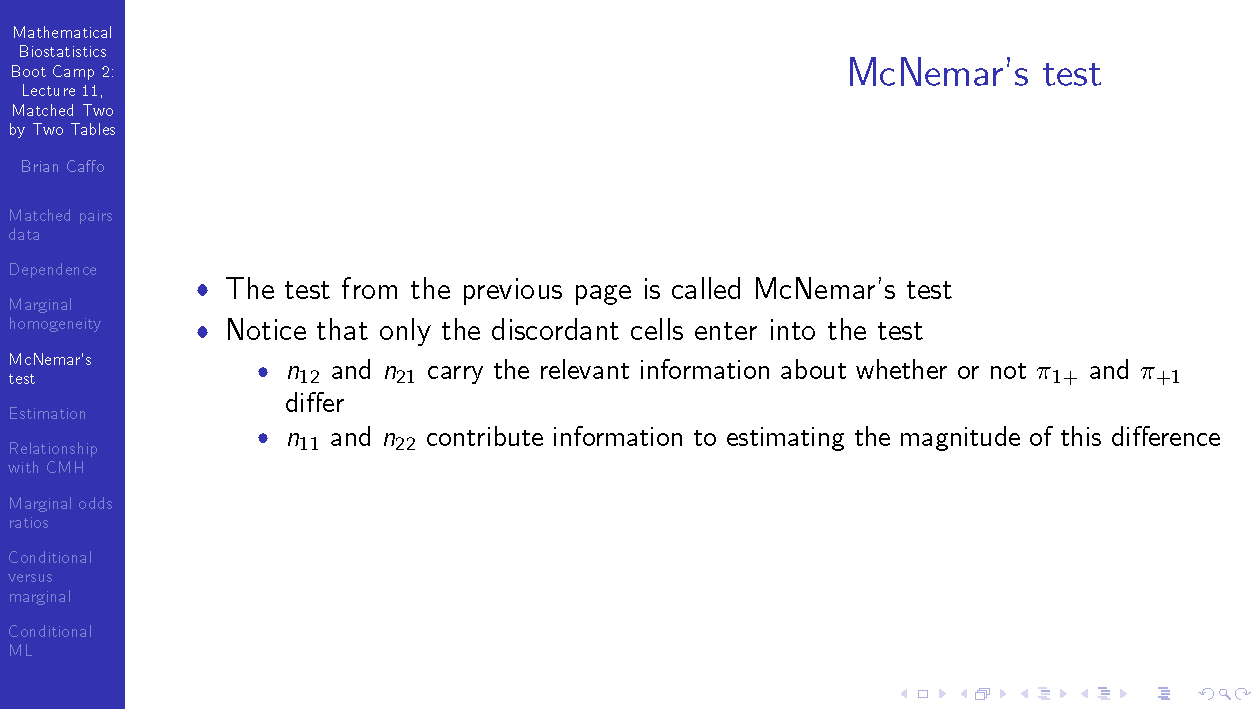 Mathematical
Biostatistics
Boot Camp 2:
Lecture 11,
Matched Two
by Two Tables
Brian Caffo
Matched pairs
data
Dependence
Marginal
homogeneity
McNemar's
test
Estimation
Relationship
with CMH
Marginal odds
ratios
Conditional
versus
marginal
Conditional
ML
McNemar's test
• The test from the previous page is called McNemar's test
• Notice that only the discordant cells enter into the test
• n₁₂ and n₂₁ carry the relevant information about whether or not π₁₊ and π₊₁
differ
• n₁₁ and n₂₂ contribute information to estimating the magnitude of this difference